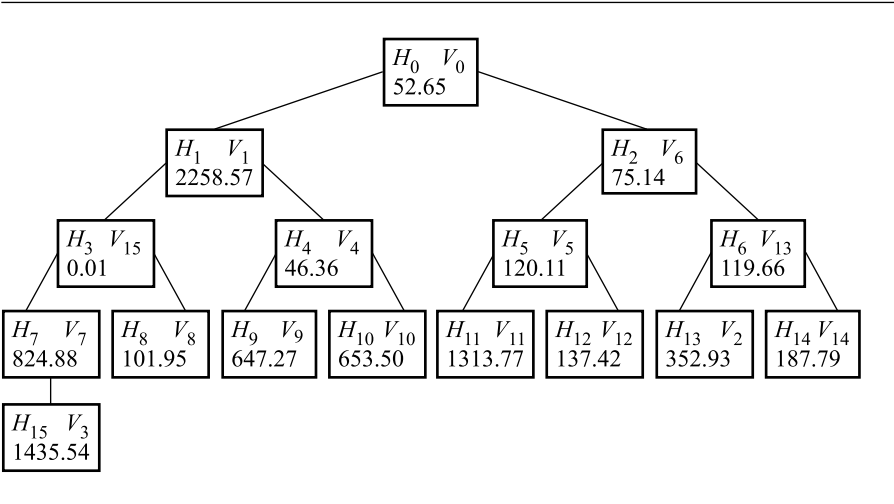 H0 V0
52.65
H1 V1
2258.57
H2 V6
75.14
H3 V15
0.01
H4 V4
46.36
H5 V5
120.11
H6 V13
119.66
H7 V7
824.88
H8 V8
101.95
H9 V9
647.27
H10 V10
653.50
H11 V11
1313.77
H12 V12
137.42
H13 V2
352.93
H14 V14
187.79
H15 V3
1435.54